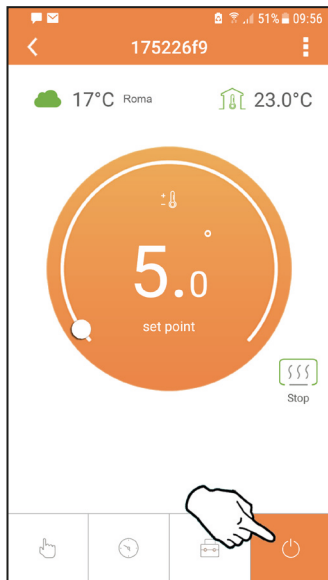 51% 09:56
175226f9
17°C Roma 23.0°C
5.0°
set point
Stop